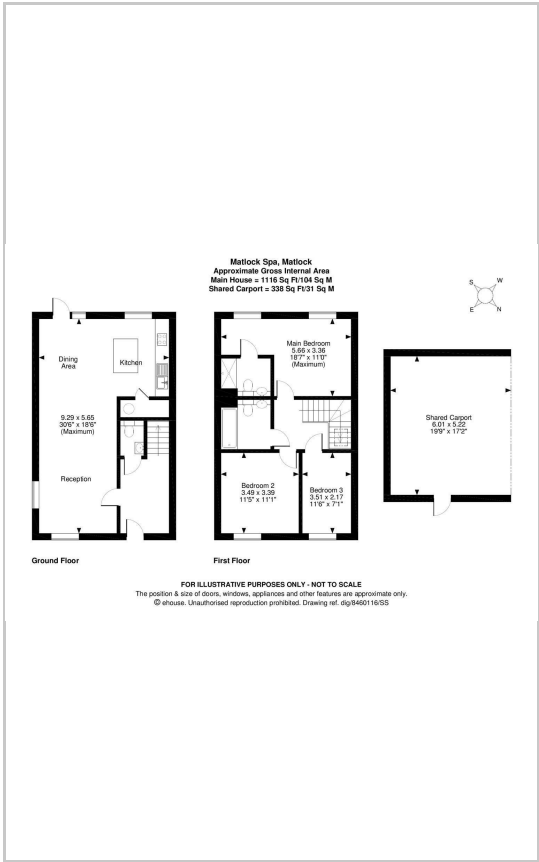 Matlock Spa, Matlock
Approximate Gross Internal Area
Main House = 1116 Sq Ft/104 Sq M
Shared Carport = 338 Sq Ft/31 Sq M
S
W
E
N
Dining
Area
Kitchen
9.29 x 5.65
30'6" x 18'6"
(Maximum)
Reception
Ground Floor
Main Bedroom
5.66 x 3.36
18'7" x 11'0"
(Maximum)
Bedroom 2
3.49 x 3.39
11'5" x 11'1"
Bedroom 3
3.51 x 2.17
11'6" x 7'1"
First Floor
Shared Carport
6.01 x 5.22
19'9" x 17'2"
FOR ILLUSTRATIVE PURPOSES ONLY - NOT TO SCALE
The position & size of doors, windows, appliances and other features are approximate only.
© ehouse. Unauthorised reproduction prohibited. Drawing ref. dig/8460116/SS